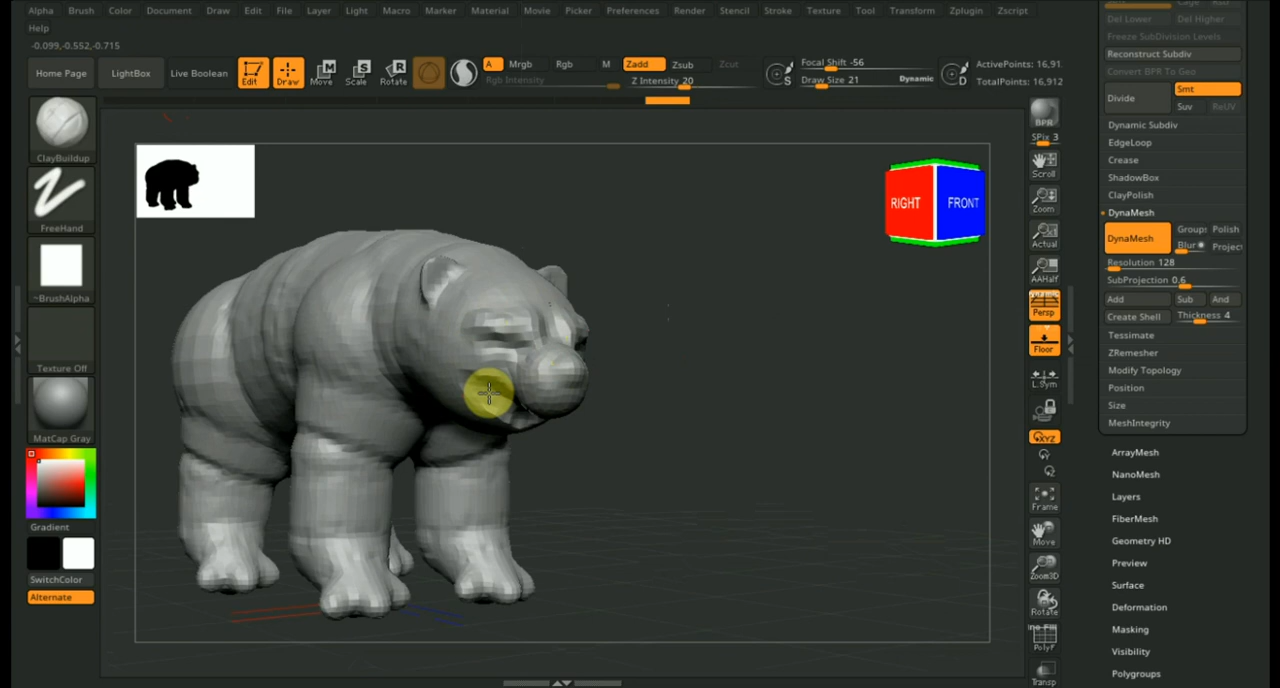 Alpha Brush Color Document Draw Edit File Layer Light Macro Marker Material Movie Picker Preferences Render Stencil Stroke Texture Tool Transform Zplugin Zscript
Help
-0.099,-0.552,-0.715
Home Page LightBox Live Boolean Edit Draw Move Scale Rotate
A Mrgb Rgb M Zadd Zsub Zcut
Rgb Intensity Z Intensity 20
Focal Shift -56
Draw Size 21 Dynamic
ActivePoints: 16,91
TotalPoints: 16,912
ClayBuildup
FreeHand
~BrushAlpha
Texture Off
MatCap Gray
Gradient
SwitchColor
Alternate
RIGHT FRONT
BPR
SPix 3
Scroll
Zoom
Actual
AAHalf
Persp
Floor
L.Sym
XYZ
Frame
Move
Zoom3D
Rotate
PolyF
Transp
Del Lower Del Higher
Freeze SubDivision Levels
Reconstruct Subdiv
Convert BPR To Geo
Divide Smt
Suv ReUV
Dynamic Subdiv
EdgeLoop
Crease
ShadowBox
ClayPolish
DynaMesh
DynaMesh Groups Polish
Blur Projec
Resolution 128
SubProjection 0.6
Add Sub And
Create Shell Thickness 4
Tessimate
ZRemesher
Modify Topology
Position
Size
MeshIntegrity
ArrayMesh
NanoMesh
Layers
FiberMesh
Geometry HD
Preview
Surface
Deformation
Masking
Visibility
Polygroups